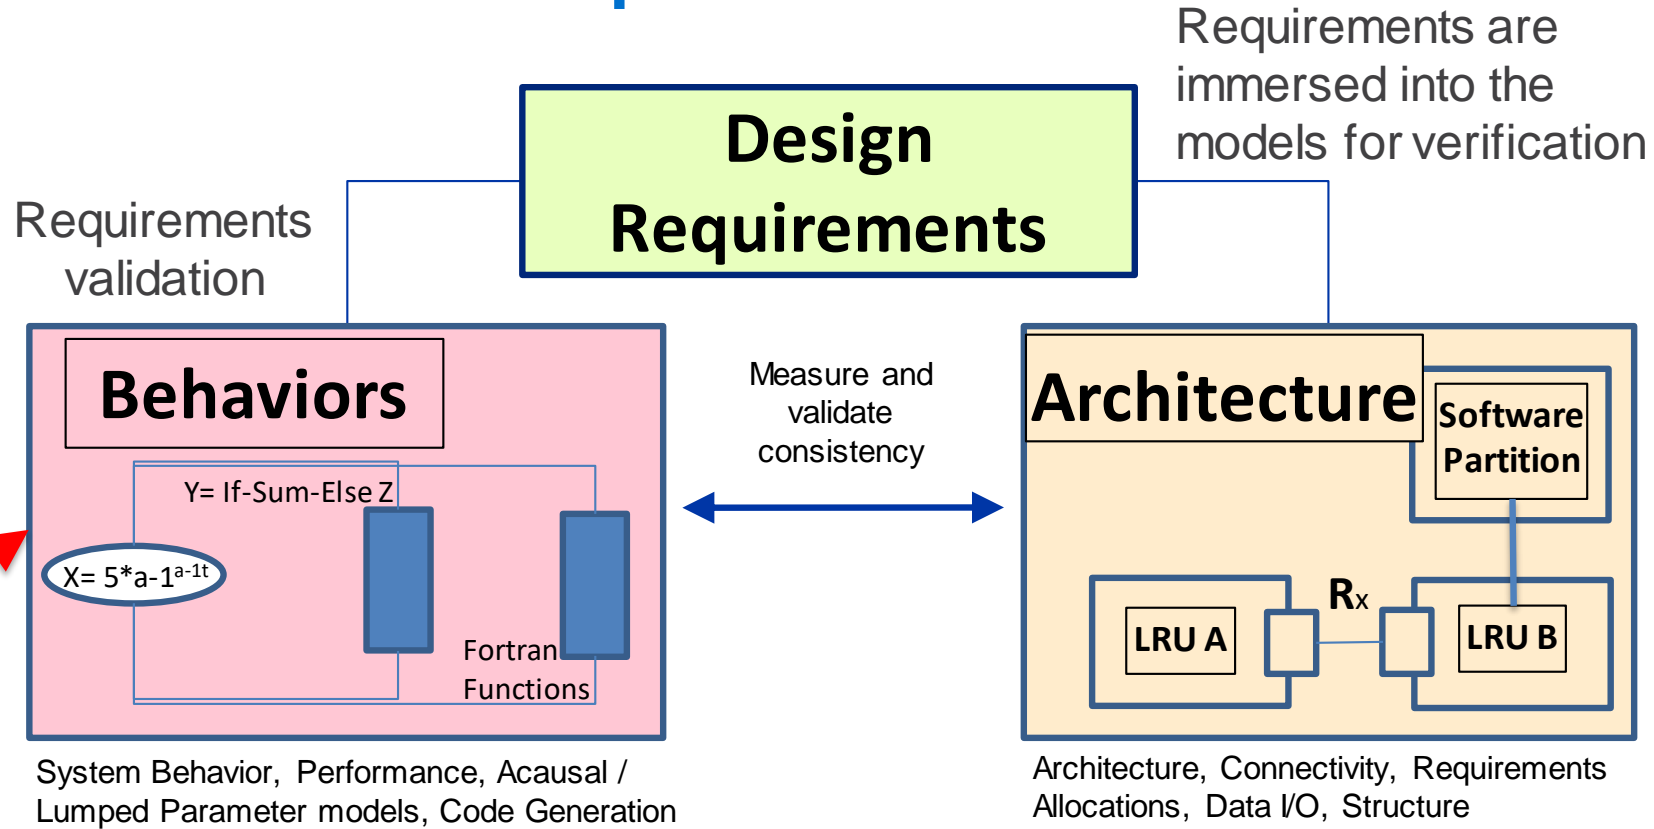 Requirements are
immersed into the
models for verification
Design
Requirements
Requirements
validation
Behaviors
Y= If-Sum-Else Z
X= 5*a-1a-1t
Fortran
Functions
System Behavior, Performance, Acausal /
Lumped Parameter models, Code Generation
Measure and
validate
consistency
Architecture
Software
Partition
LRU A
Rx
LRU B
Architecture, Connectivity, Requirements
Allocations, Data I/O, Structure